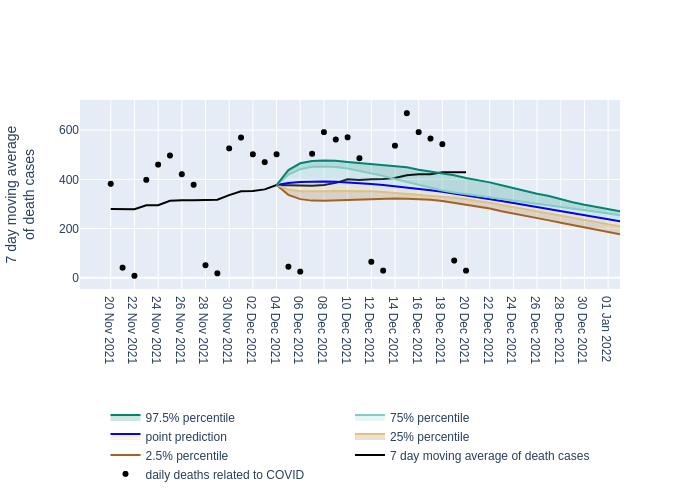 7 day moving average
of death cases
600
400
200
0
20 Nov 2021
22 Nov 2021
24 Nov 2021
26 Nov 2021
28 Nov 2021
30 Nov 2021
02 Dec 2021
04 Dec 2021
06 Dec 2021
08 Dec 2021
10 Dec 2021
12 Dec 2021
14 Dec 2021
16 Dec 2021
18 Dec 2021
20 Dec 2021
22 Dec 2021
24 Dec 2021
26 Dec 2021
28 Dec 2021
30 Dec 2021
01 Jan 2022
97.5% percentile
75% percentile
point prediction
25% percentile
2.5% percentile
7 day moving average of death cases
daily deaths related to COVID